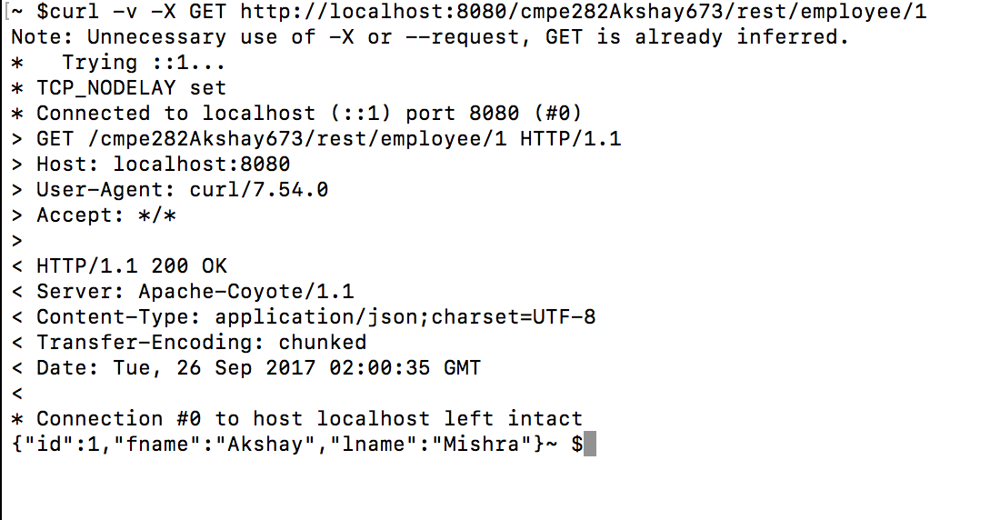 [~ $curl -v -X GET http://localhost:8080/cmpe282Akshay673/rest/employee/1
Note: Unnecessary use of -X or --request, GET is already inferred.
*   Trying ::1...
* TCP_NODELAY set
* Connected to localhost (::1) port 8080 (#0)
> GET /cmpe282Akshay673/rest/employee/1 HTTP/1.1
> Host: localhost:8080
> User-Agent: curl/7.54.0
> Accept: */*
>
< HTTP/1.1 200 OK
< Server: Apache-Coyote/1.1
< Content-Type: application/json;charset=UTF-8
< Transfer-Encoding: chunked
< Date: Tue, 26 Sep 2017 02:00:35 GMT
<
* Connection #0 to host localhost left intact
{"id":1,"fname":"Akshay","lname":"Mishra"}~ $